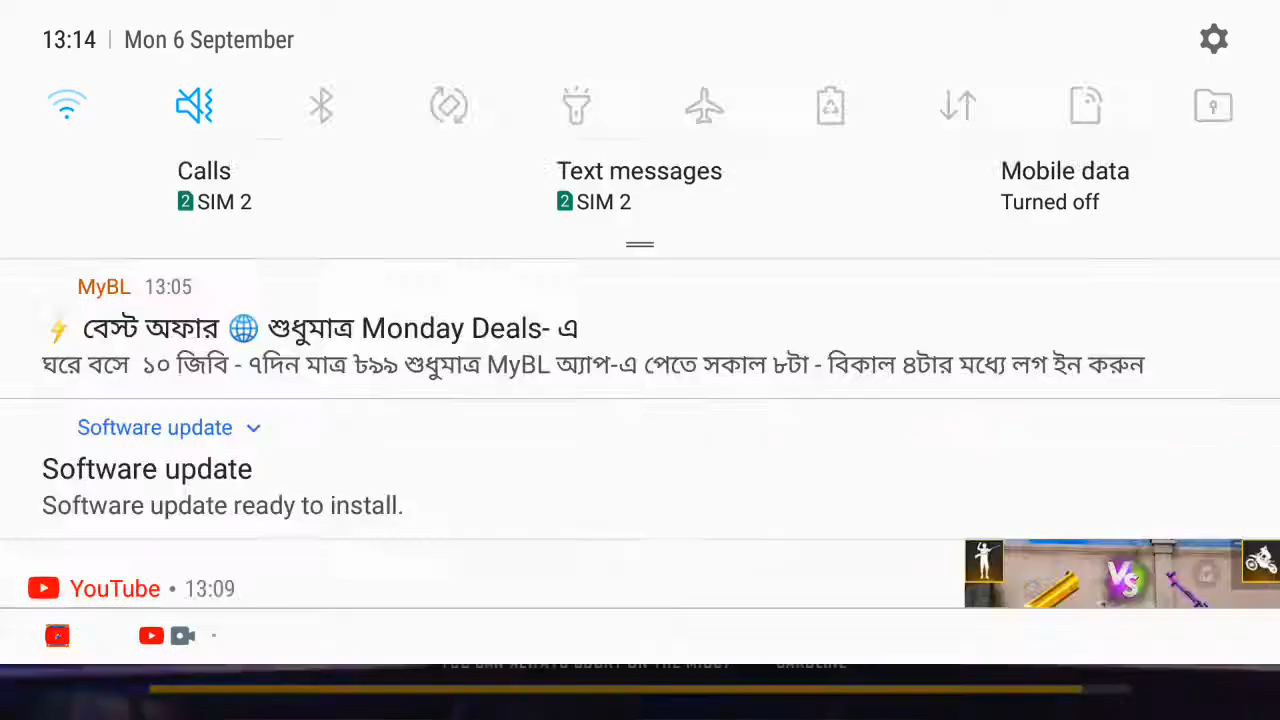 13:14 | Mon 6 September
Calls
2 SIM 2
Text messages
2 SIM 2
Mobile data
Turned off
MyBL 13:05
⚡ বেস্ট অফার 🌐 শুধুমাত্র Monday Deals- এ
ঘরে বসে ১০ জিবি - ৭দিন মাত্র ৳৯৯ শুধুমাত্র MyBL অ্যাপ-এ পেতে সকাল ৮টা - বিকাল ৪টার মধ্যে লগ ইন করুন
Software update
Software update
Software update ready to install.
YouTube • 13:09
VS